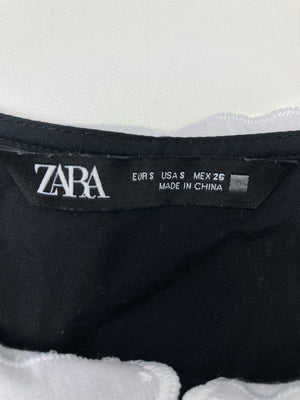 ZARA
EUR S USA S MEX 26
MADE IN CHINA